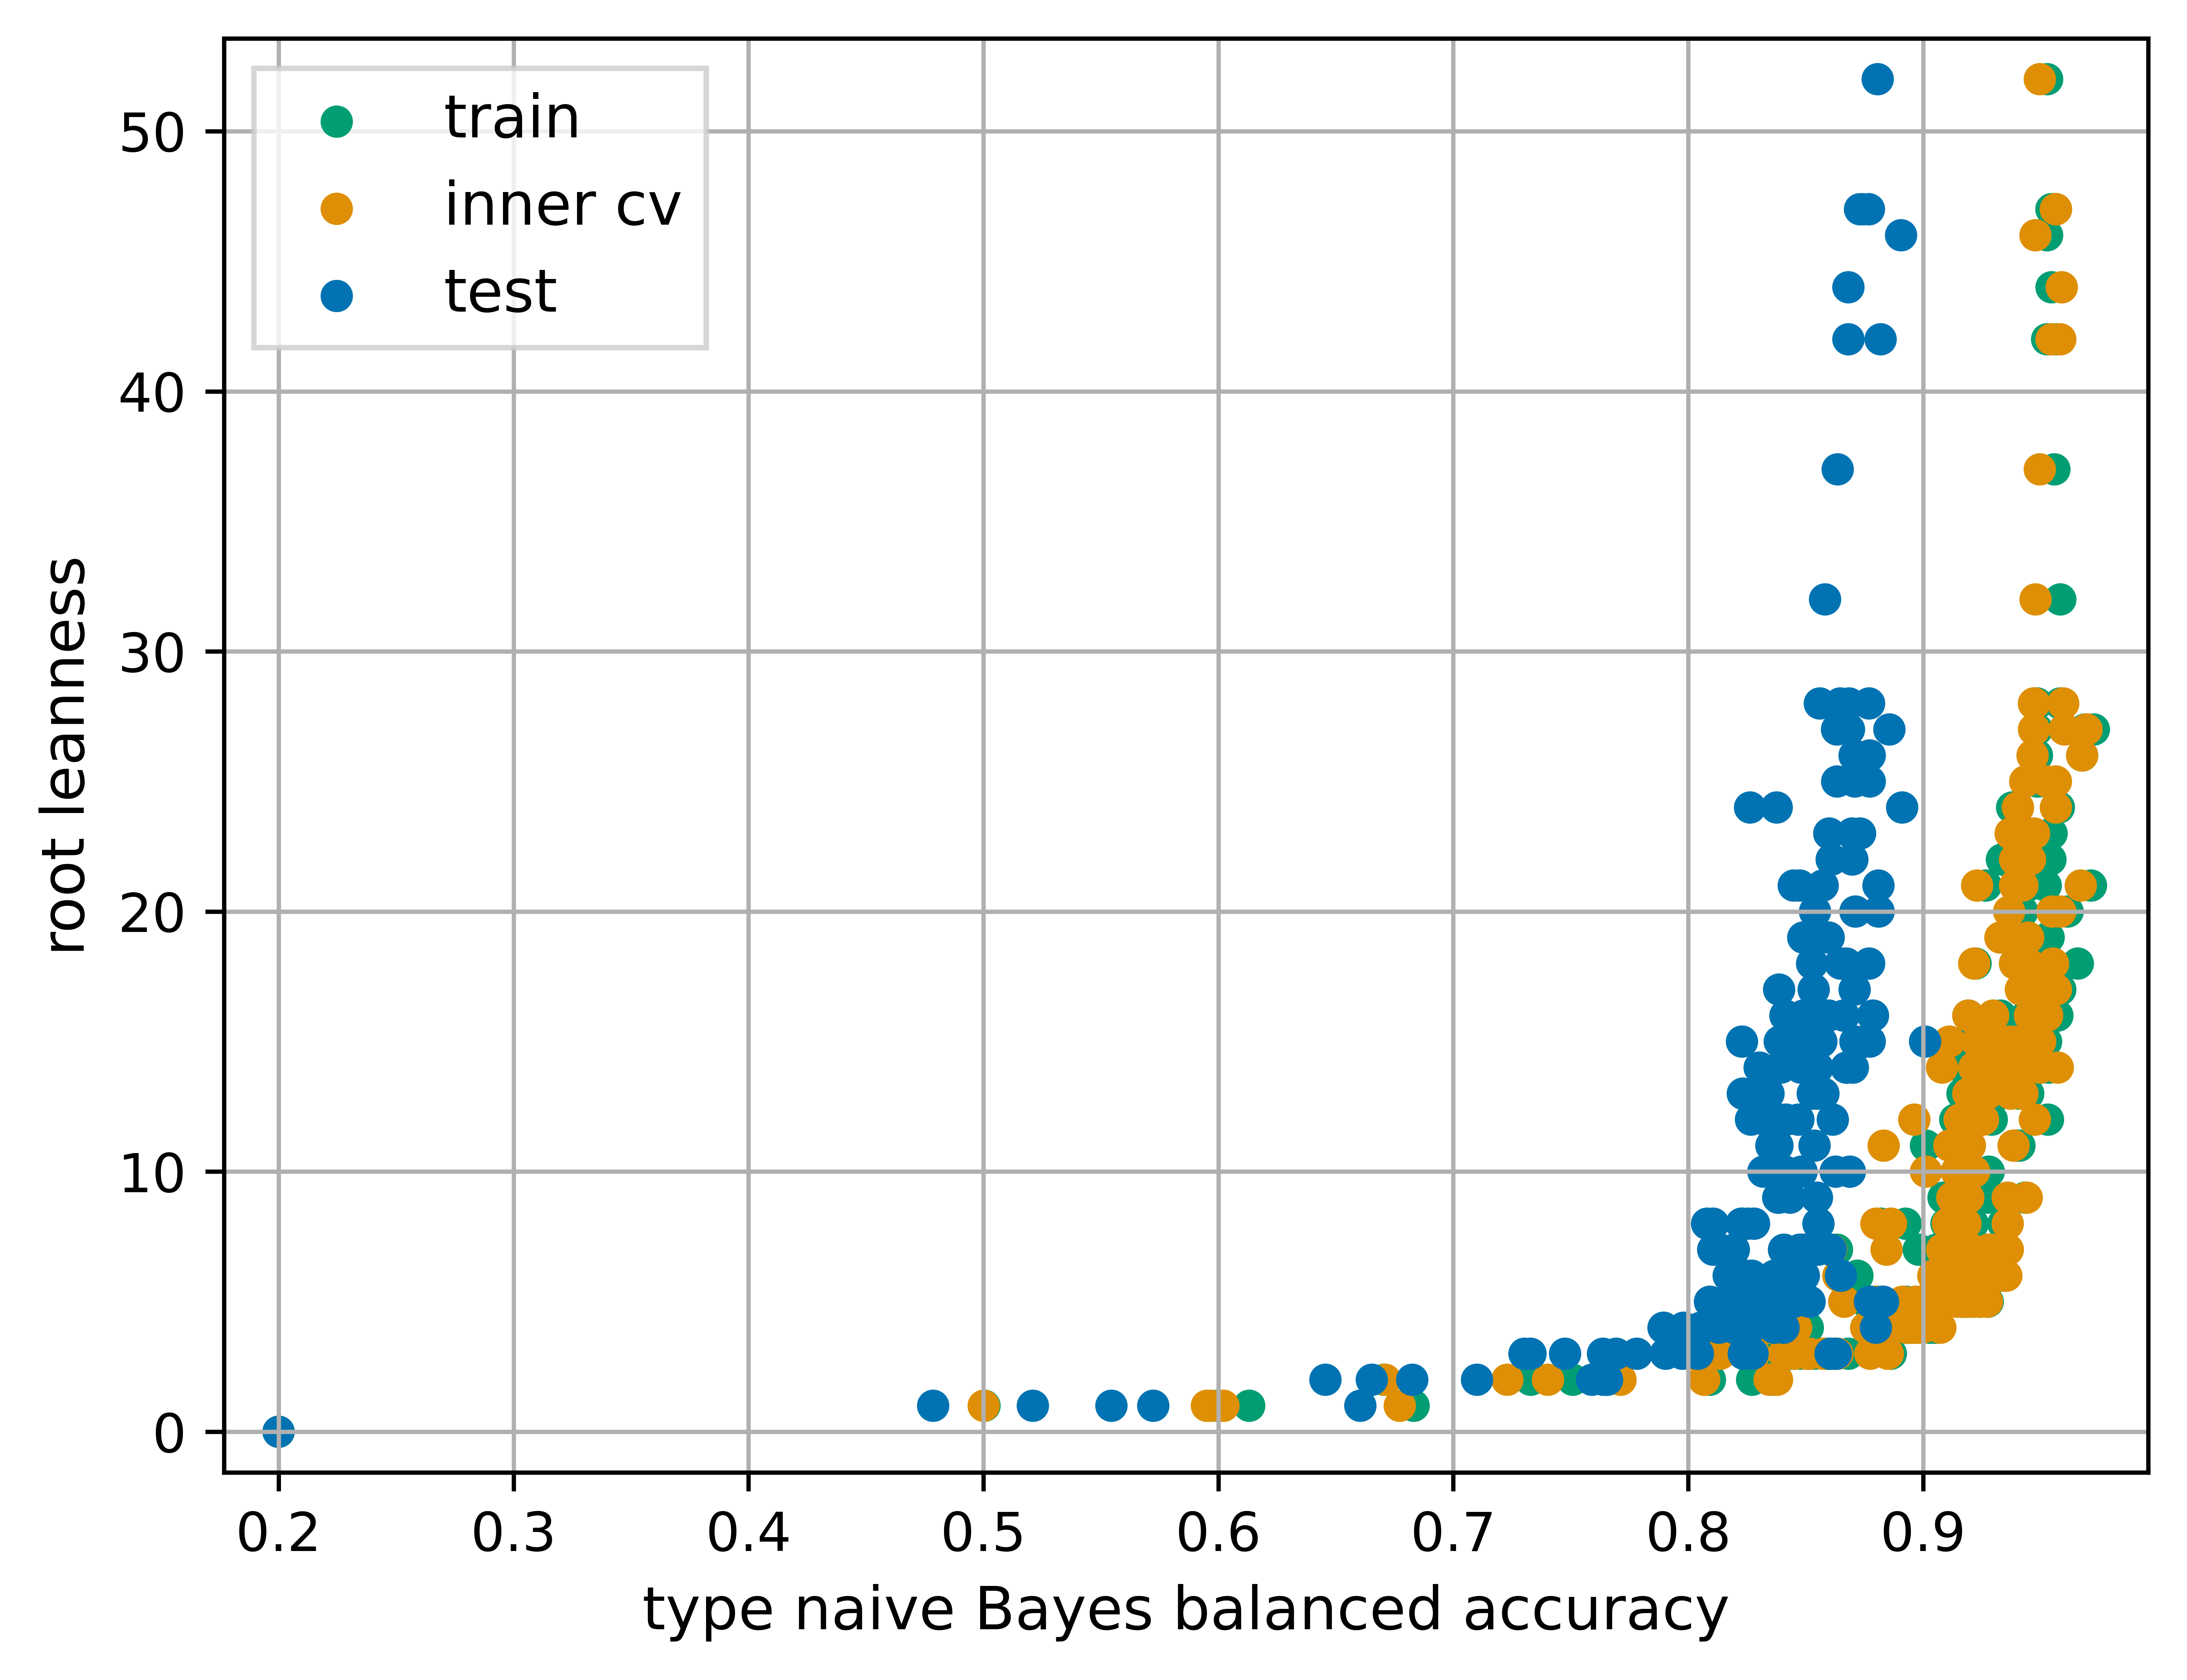 train
inner cv
test
50
40
30
20
10
0
root leanness
0.2 0.3 0.4 0.5 0.6 0.7 0.8 0.9
type naive Bayes balanced accuracy